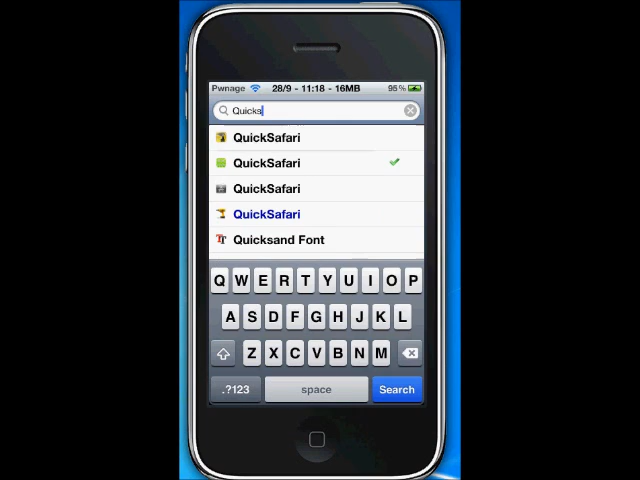 Pwnage 28/9 - 11:18 - 16MB 95%
Quicks
QuickSafari
QuickSafari
QuickSafari
QuickSafari
Quicksand Font
Q W E R T Y U I O P
A S D F G H J K L
Z X C V B N M
.?123 space Search